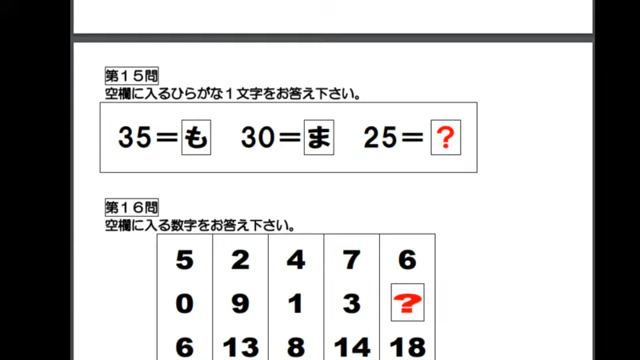 第15問
空欄に入るひらがな1文字をお答え下さい。
35=も 30=ま 25=?
第16問
空欄に入る数字をお答え下さい。
5 2 4 7 6
0 9 1 3 ?
6 13 8 14 18